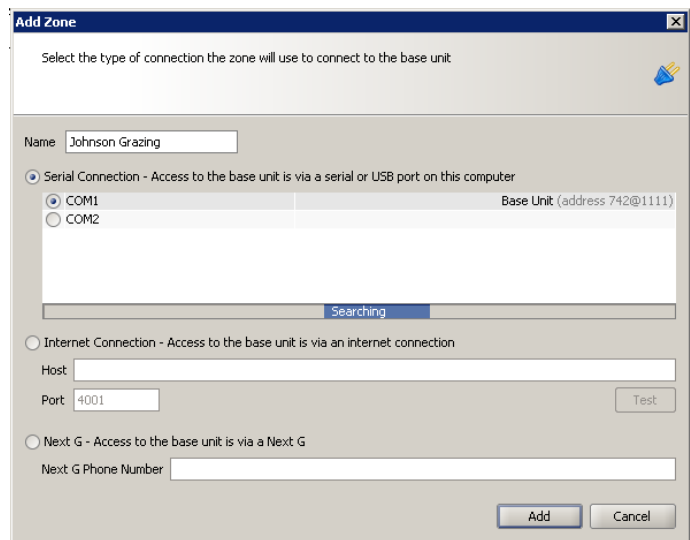 Add Zone
Select the type of connection the zone will use to connect to the base unit
Name Johnson Grazing
Serial Connection - Access to the base unit is via a serial or USB port on this computer
COM1 Base Unit (address 742@1111)
COM2
Searching
Internet Connection - Access to the base unit is via an internet connection
Host
Port 4001 Test
Next G - Access to the base unit is via a Next G
Next G Phone Number
Add Cancel